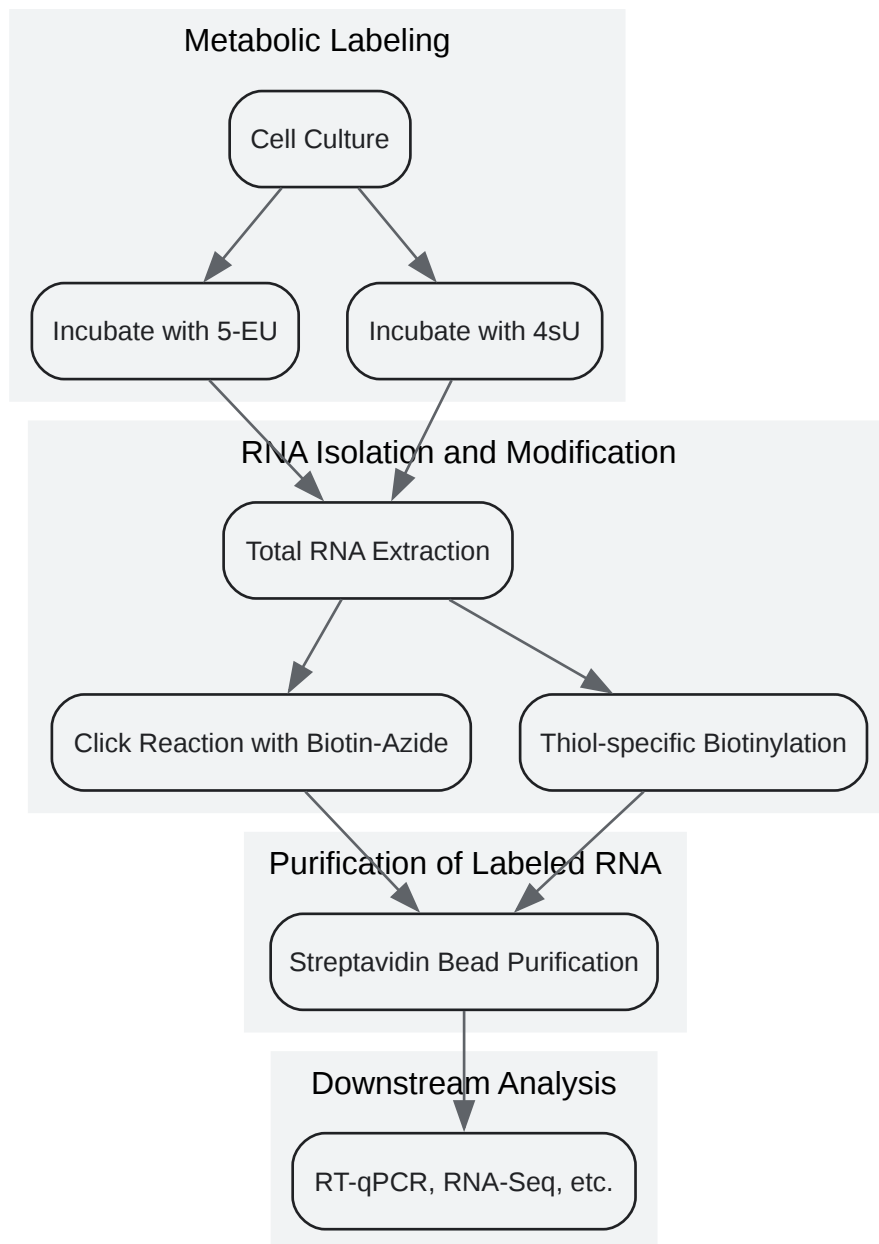 Metabolic Labeling
Cell Culture
Incubate with 5-EU
Incubate with 4sU
RNA Isolation and Modification
Total RNA Extraction
Click Reaction with Biotin-Azide
Thiol-specific Biotinylation
Purification of Labeled RNA
Streptavidin Bead Purification
Downstream Analysis
RT-qPCR, RNA-Seq, etc.